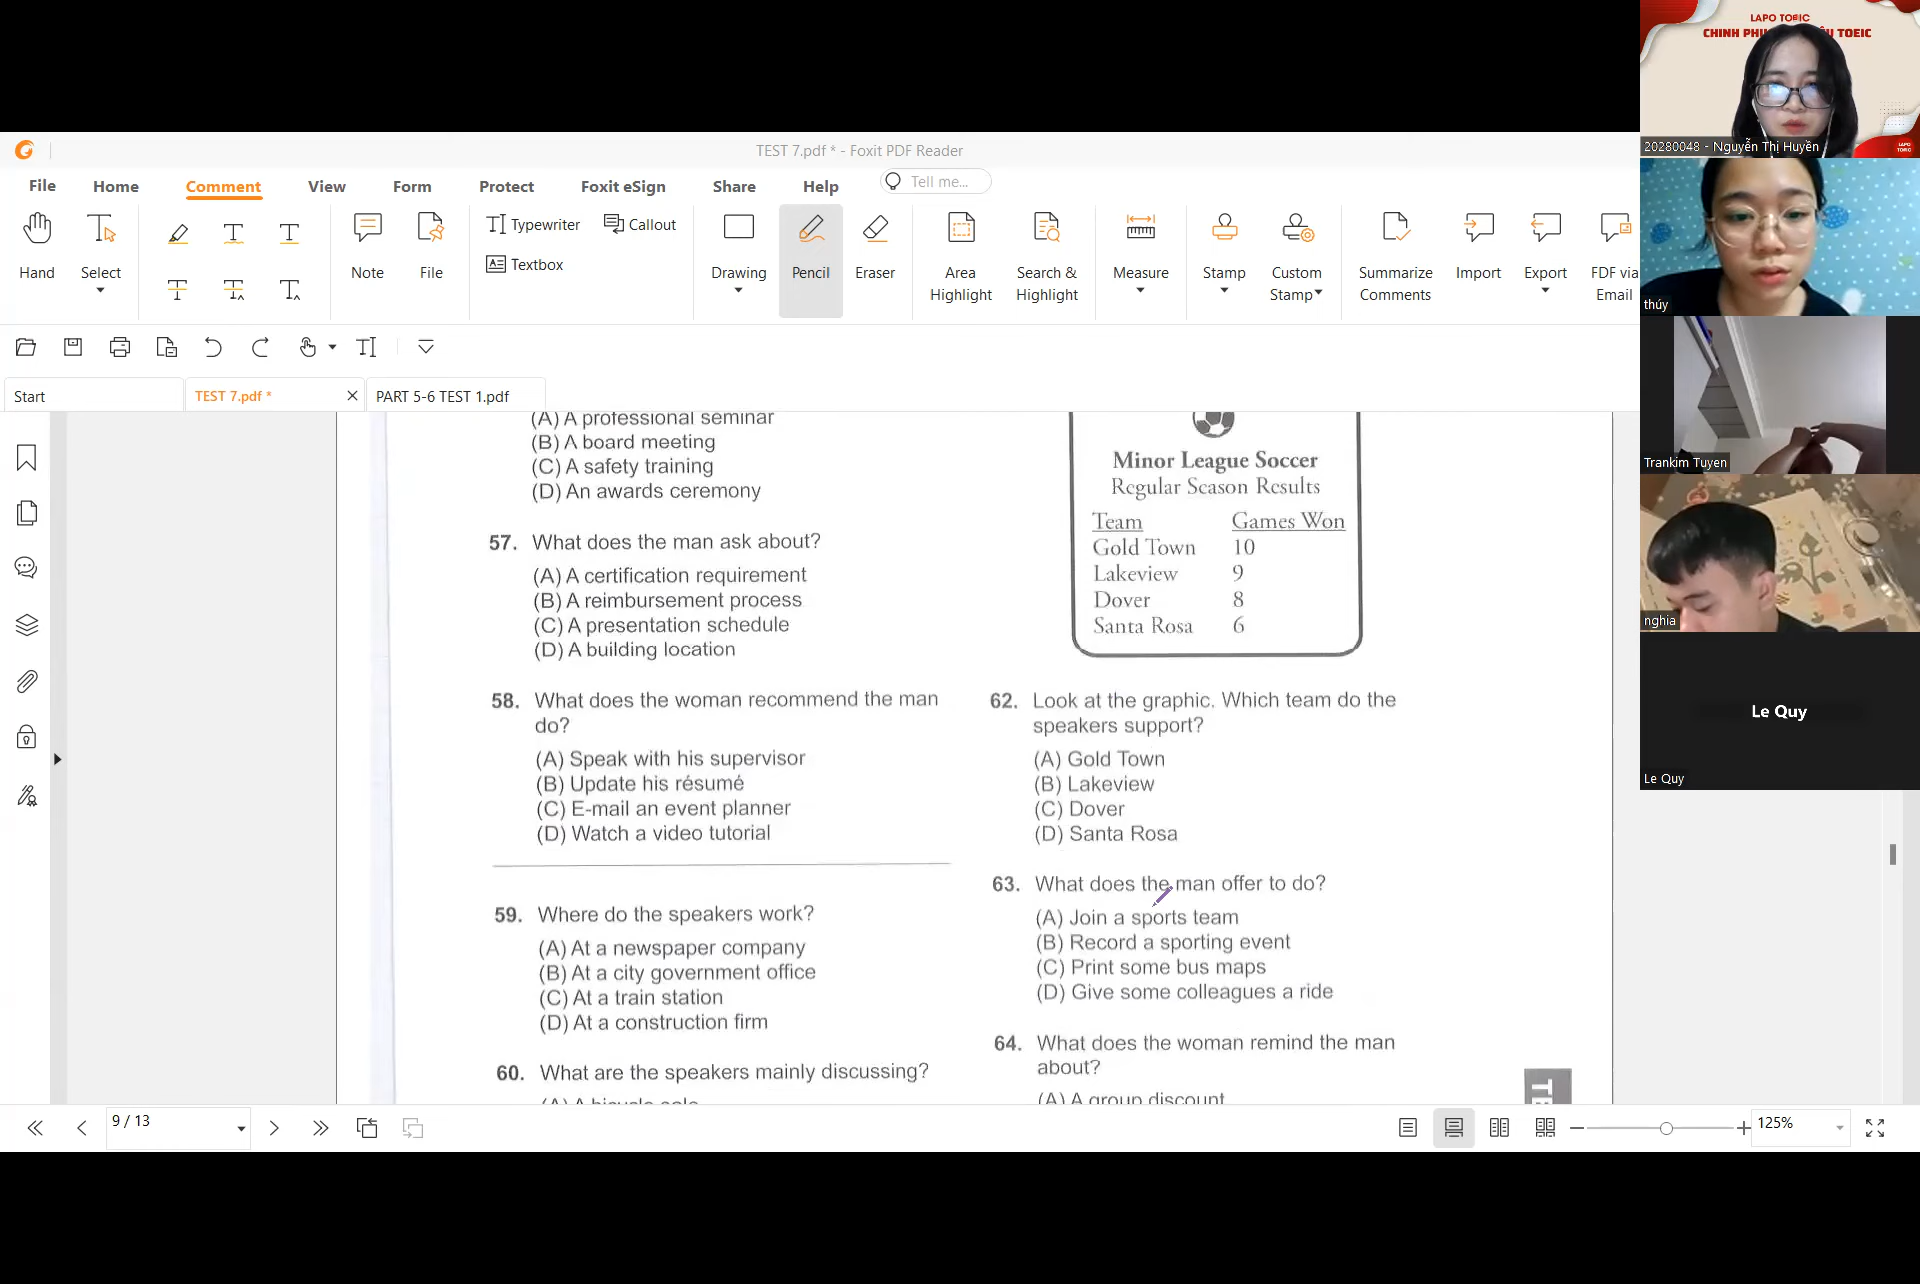 LAPO TOEIC
CHINH PHỤ
U TOEIC
20280048 - Nguyễn Thị Huyền
thúy
Trankim Tuyen
nghia
Le Quy
Le Quy
TEST 7.pdf * - Foxit PDF Reader
File Home Comment View Form Protect Foxit eSign Share Help Tell me...
Hand Select Note File Typewriter Callout Textbox Drawing Pencil Eraser Area Highlight Search & Highlight Measure Stamp Custom Stamp Summarize Comments Import Export FDF via Email
Start TEST 7.pdf * PART 5-6 TEST 1.pdf
(A) A professional seminar
(B) A board meeting
(C) A safety training
(D) An awards ceremony
57. What does the man ask about?
(A) A certification requirement
(B) A reimbursement process
(C) A presentation schedule
(D) A building location
58. What does the woman recommend the man
do?
(A) Speak with his supervisor
(B) Update his résumé
(C) E-mail an event planner
(D) Watch a video tutorial
59. Where do the speakers work?
(A) At a newspaper company
(B) At a city government office
(C) At a train station
(D) At a construction firm
60. What are the speakers mainly discussing?
(A) A bicycle sale
Minor League Soccer
Regular Season Results
Team Games Won
Gold Town 10
Lakeview 9
Dover 8
Santa Rosa 6
62. Look at the graphic. Which team do the
speakers support?
(A) Gold Town
(B) Lakeview
(C) Dover
(D) Santa Rosa
63. What does the man offer to do?
(A) Join a sports team
(B) Record a sporting event
(C) Print some bus maps
(D) Give some colleagues a ride
64. What does the woman remind the man
about?
(A) A group discount
9 / 13
125%